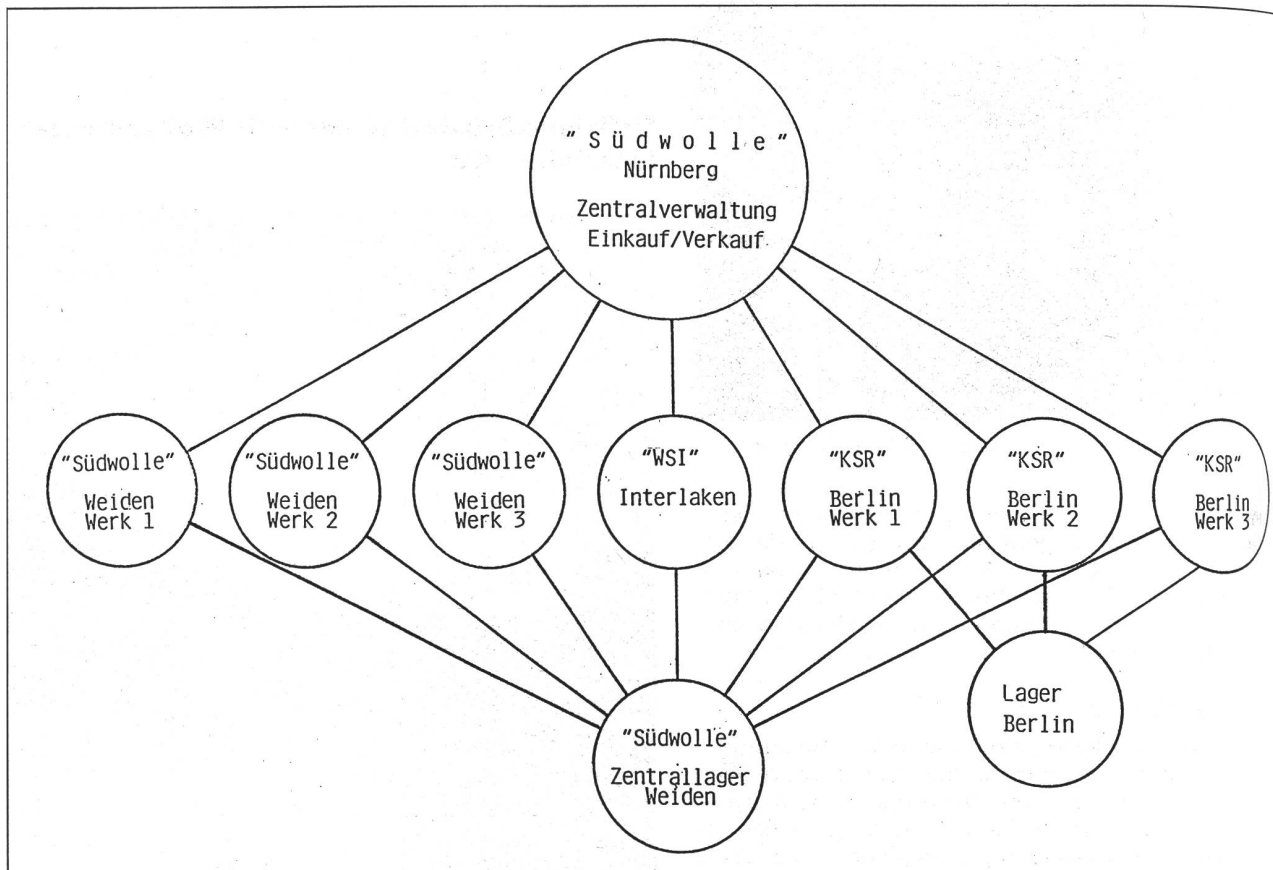 "Südwolle"
Nürnberg
Zentralverwaltung
Einkauf/Verkauf
"Südwolle"
Weiden
Werk 1
"Südwolle"
Weiden
Werk 2
"Südwolle"
Weiden
Werk 3
"WSI"
Interlaken
"KSR"
Berlin
Werk 1
"KSR"
Berlin
Werk 2
"KSR"
Berlin
Werk 3
"Südwolle"
Zentrallager
Weiden
Lager
Berlin